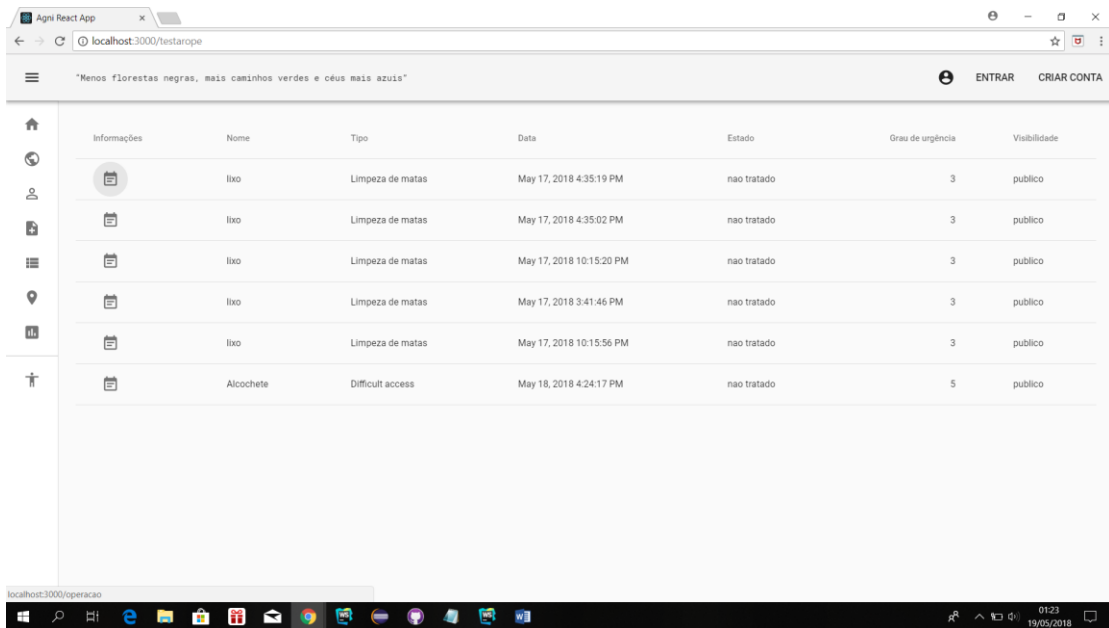 Agni React App
localhost:3000/testarope
"Menos florestas negras, mais caminhos verdes e céus mais azuis"
ENTRAR
CRIAR CONTA
Informações Nome Tipo Data Estado Grau de urgência Visibilidade
lixo Limpeza de matas May 17, 2018 4:35:19 PM nao tratado 3 publico
lixo Limpeza de matas May 17, 2018 4:35:02 PM nao tratado 3 publico
lixo Limpeza de matas May 17, 2018 10:15:20 PM nao tratado 3 publico
lixo Limpeza de matas May 17, 2018 3:41:46 PM nao tratado 3 publico
lixo Limpeza de matas May 17, 2018 10:15:56 PM nao tratado 3 publico
Alcochete Difficult access May 18, 2018 4:24:17 PM nao tratado 5 publico
localhost:3000/operacao
01:23
19/05/2018